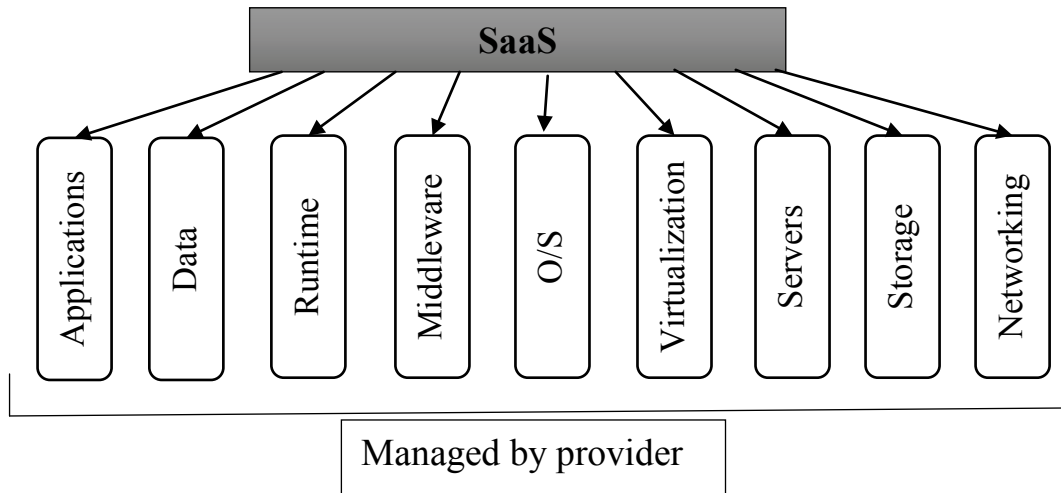 SaaS
Applications
Data
Runtime
Middleware
O/S
Virtualization
Servers
Storage
Networking
Managed by provider